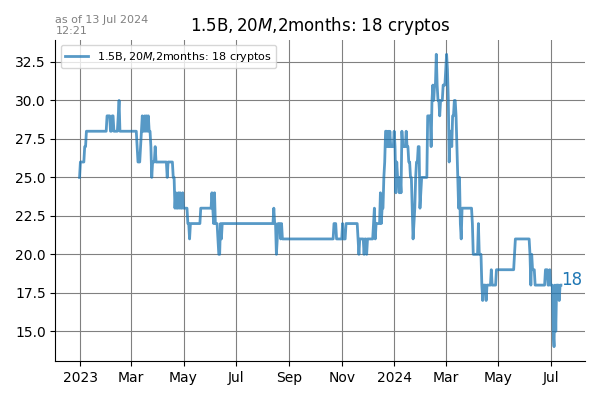 as of 13 Jul 2024
12:21
1.5B, 20M,2months: 18 cryptos
1.5B, 20M,2months: 18 cryptos
32.5
30.0
27.5
25.0
22.5
20.0
17.5
15.0
18
2023 Mar May Jul Sep Nov 2024 Mar May Jul